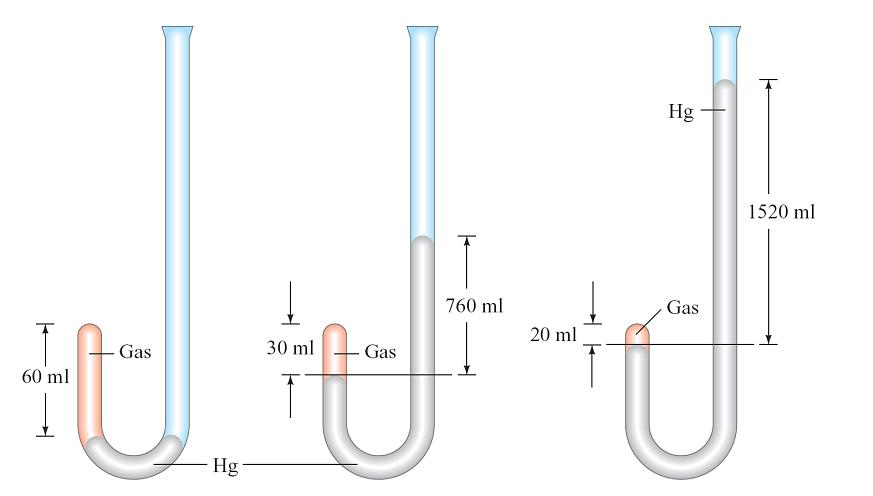 Hg
1520 ml
760 ml
Gas
20 ml
30 ml
Gas
Gas
60 ml
Hg